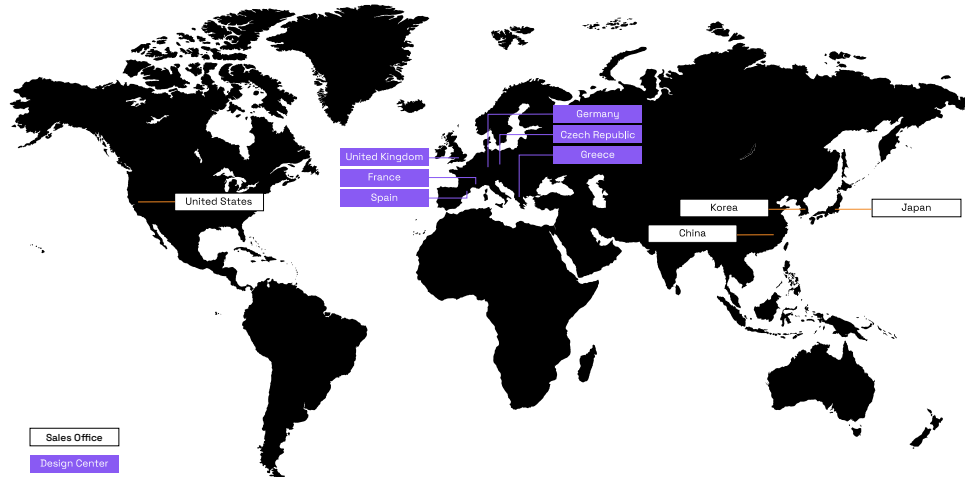 Germany
Czech Republic
United Kingdom
Greece
France
Spain
United States
Korea
Japan
China
Sales Office
Design Center